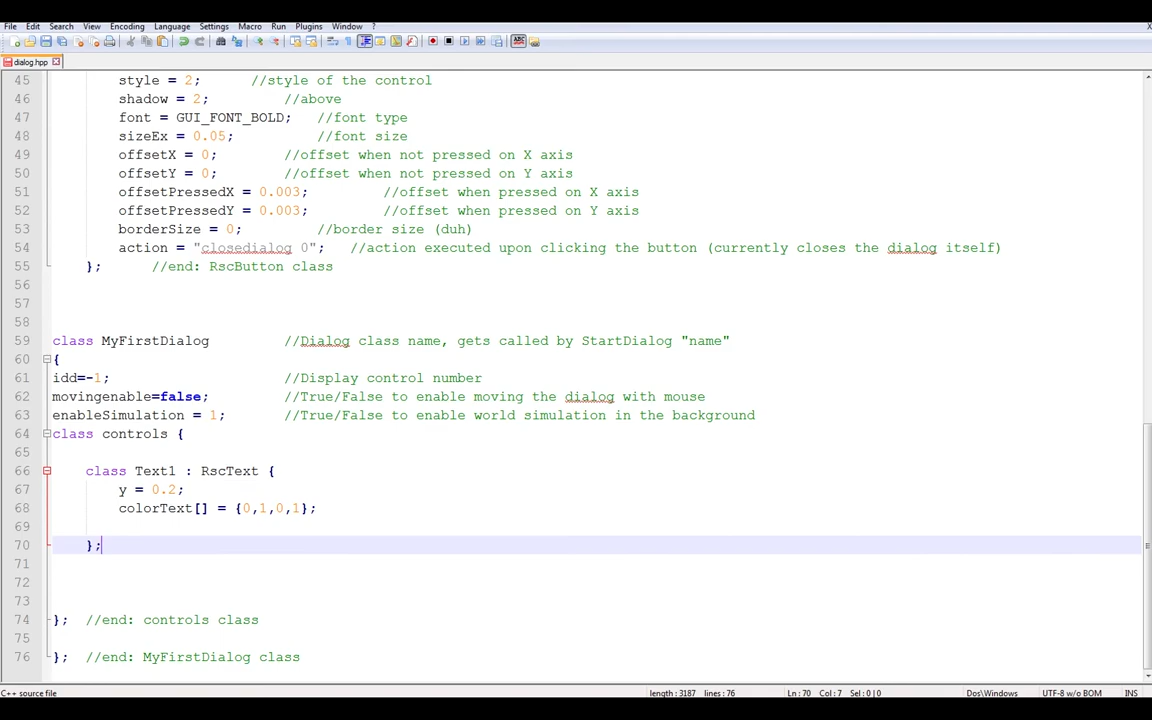 File Edit Search View Encoding Language Settings Macro Run Plugins Window ?
dialog.hpp
45 style = 2; //style of the control
46 shadow = 2; //above
47 font = GUI_FONT_BOLD; //font type
48 sizeEx = 0.05; //font size
49 offsetX = 0; //offset when not pressed on X axis
50 offsetY = 0; //offset when not pressed on Y axis
51 offsetPressedX = 0.003; //offset when pressed on X axis
52 offsetPressedY = 0.003; //offset when pressed on Y axis
53 borderSize = 0; //border size (duh)
54 action = "closedialog 0"; //action executed upon clicking the button (currently closes the dialog itself)
55 }; //end: RscButton class
56
57
58
59 class MyFirstDialog //Dialog class name, gets called by StartDialog "name"
60 {
61 idd=-1; //Display control number
62 movingenable=false; //True/False to enable moving the dialog with mouse
63 enableSimulation = 1; //True/False to enable world simulation in the background
64 class controls {
65
66 class Text1 : RscText {
67 y = 0.2;
68 colorText[] = {0,1,0,1};
69
70 };
71
72
73
74 }; //end: controls class
75
76 }; //end: MyFirstDialog class
C++ source file length : 3187 lines : 76 Ln : 70 Col : 7 Sel : 0 | 0 Dos\Windows UTF-8 w/o BOM INS